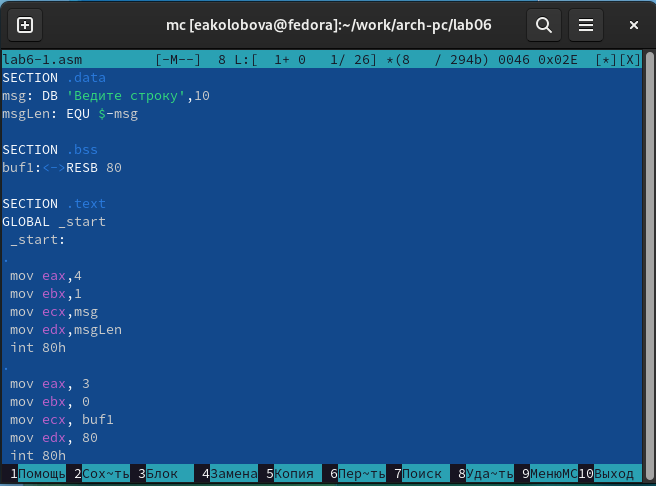 mc [eakolobova@fedora]:~/work/arch-pc/lab06
lab6-1.asm [-M--] 8 L:[ 1+ 0 1/ 26] *(8 / 294b) 0046 0x02E [*][X]
SECTION .data
msg: DB 'Ведите строку',10
msgLen: EQU $-msg
SECTION .bss
buf1:<->RESB 80
SECTION .text
GLOBAL _start
_start:
.
mov eax,4
mov ebx,1
mov ecx,msg
mov edx,msgLen
int 80h
.
mov eax, 3
mov ebx, 0
mov ecx, buf1
mov edx, 80
int 80h
1Помощь 2Сох~ть 3Блок 4Замена 5Копия 6Пер~ть 7Поиск 8Уда~ть 9МенюMC 10Выход